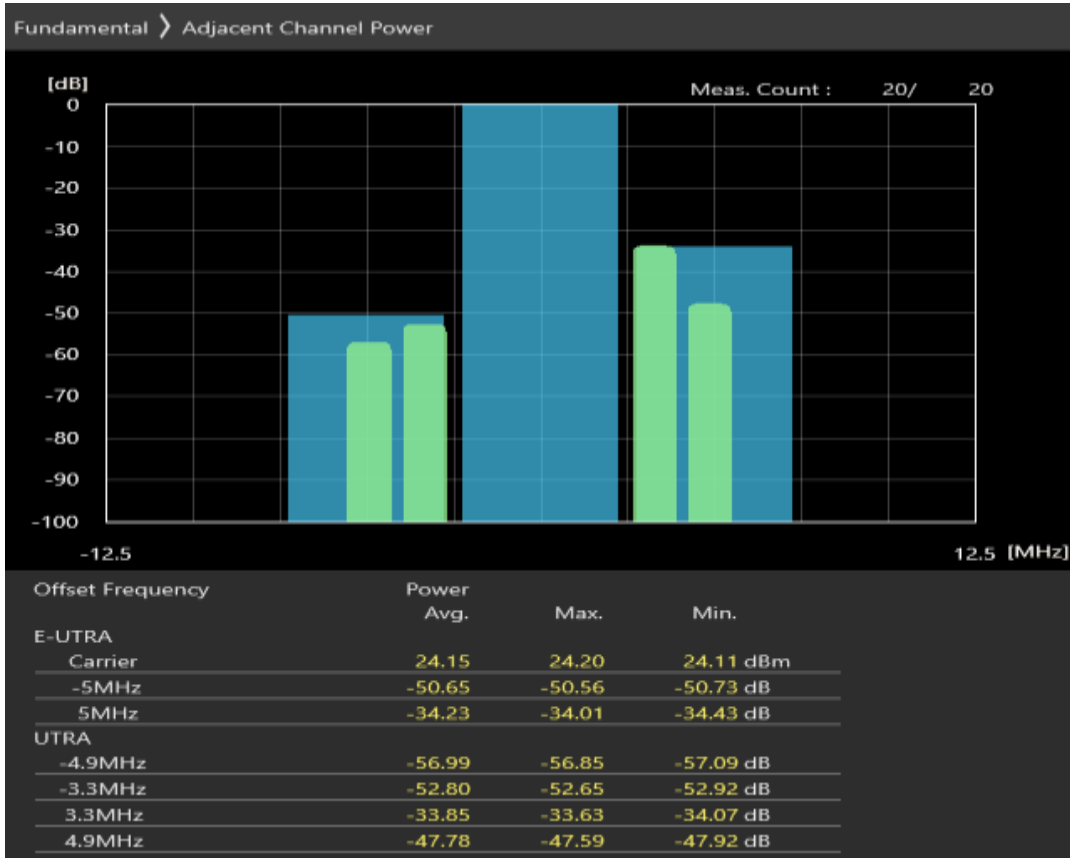 Fundamental 〉 Adjacent Channel Power
[dB]
Meas. Count : 20/ 20
0
-10
-20
-30
-40
-50
-60
-70
-80
-90
-100
-12.5 12.5 [MHz]
Offset Frequency Power
Avg. Max. Min.
E-UTRA
Carrier 24.15 24.20 24.11 dBm
-5MHz -50.65 -50.56 -50.73 dB
5MHz -34.23 -34.01 -34.43 dB
UTRA
-4.9MHz -56.99 -56.85 -57.09 dB
-3.3MHz -52.80 -52.65 -52.92 dB
3.3MHz -33.85 -33.63 -34.07 dB
4.9MHz -47.78 -47.59 -47.92 dB